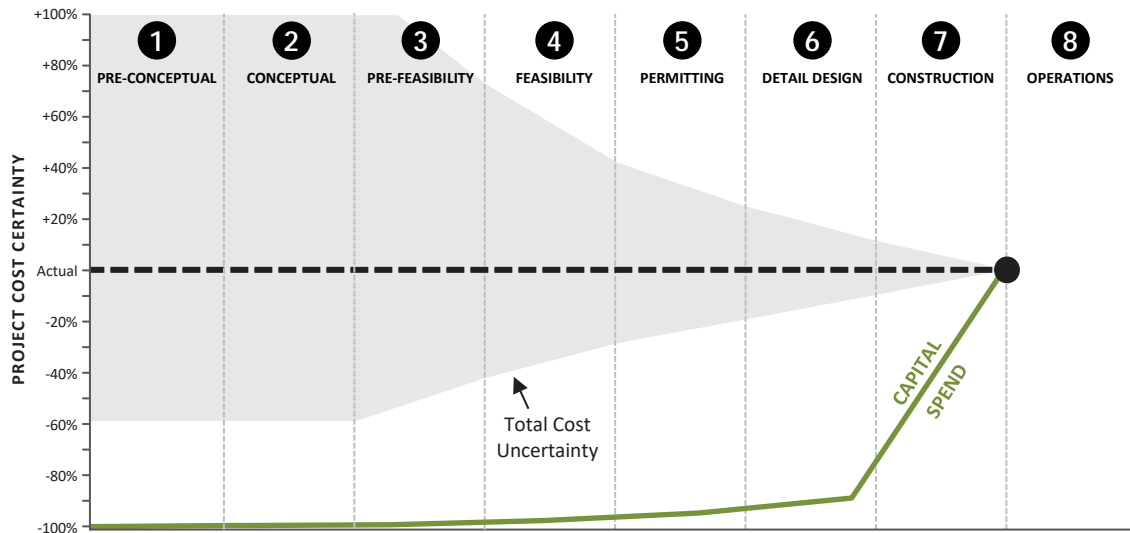 +100%
+80%
+60%
+40%
+20%
Actual
-20%
-40%
-60%
-80%
-100%
PROJECT COST CERTAINTY
1
PRE-CONCEPTUAL
2
CONCEPTUAL
3
PRE-FEASIBILITY
4
FEASIBILITY
5
PERMITTING
6
DETAIL DESIGN
7
CONSTRUCTION
8
OPERATIONS
Total Cost
Uncertainty
CAPITAL
SPEND